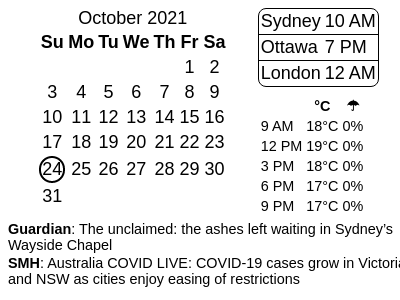 October 2021
Su Mo Tu We Th Fr Sa
1 2
3 4 5 6 7 8 9
10 11 12 13 14 15 16
17 18 19 20 21 22 23
24 25 26 27 28 29 30
31
Sydney 10 AM
Ottawa 7 PM
London 12 AM
°C ☂
9 AM 18°C 0%
12 PM 19°C 0%
3 PM 18°C 0%
6 PM 17°C 0%
9 PM 17°C 0%
Guardian: The unclaimed: the ashes left waiting in Sydney’s
Wayside Chapel
SMH: Australia COVID LIVE: COVID-19 cases grow in Victoria
and NSW as cities enjoy easing of restrictions